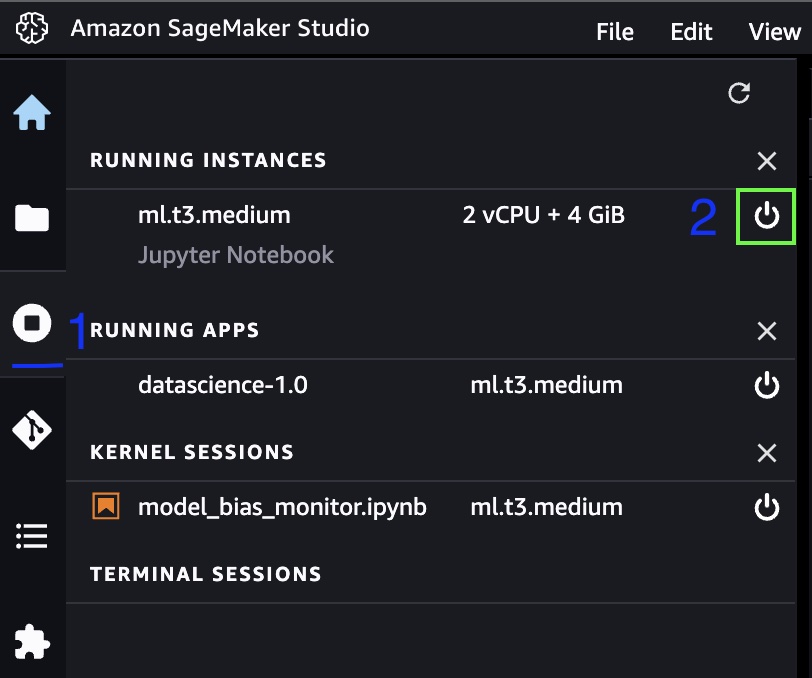 Amazon SageMaker Studio File Edit View
RUNNING INSTANCES
ml.t3.medium 2 vCPU + 4 GiB 2
Jupyter Notebook
1 RUNNING APPS
datascience-1.0 ml.t3.medium
KERNEL SESSIONS
model_bias_monitor.ipynb ml.t3.medium
TERMINAL SESSIONS